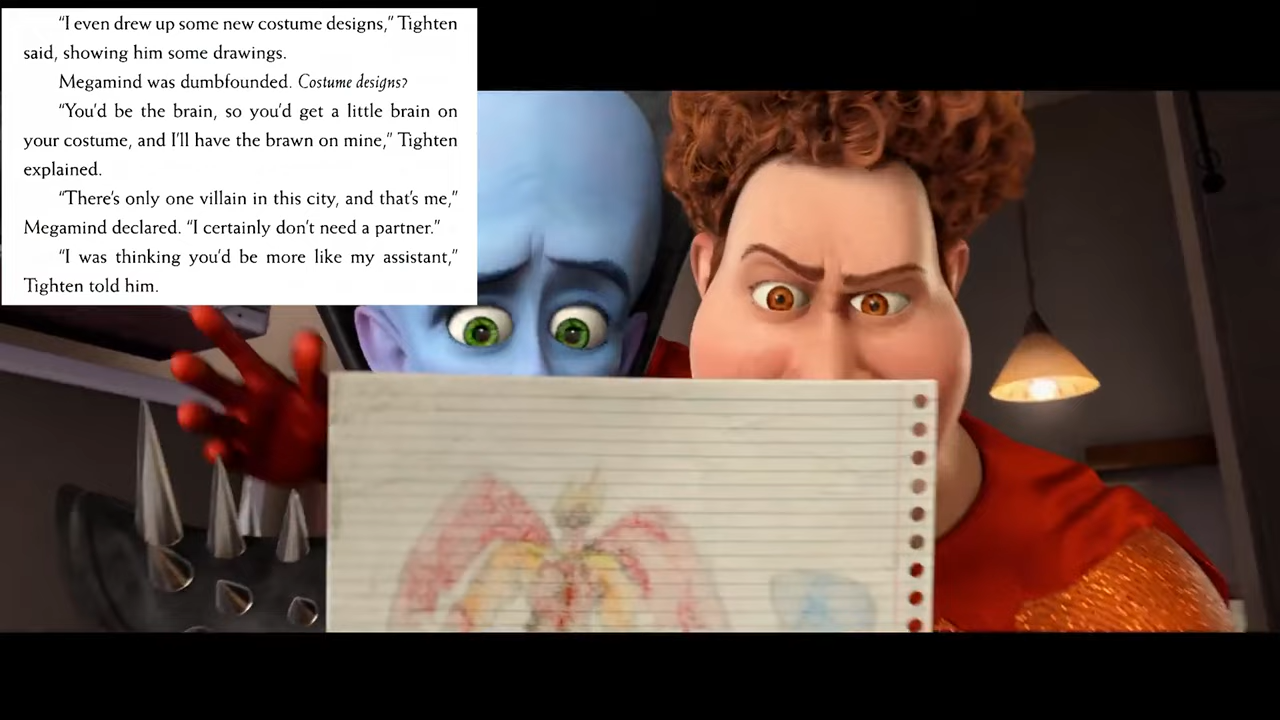 “I even drew up some new costume designs,” Tighten
said, showing him some drawings.
Megamind was dumbfounded. Costume designs?
“You’d be the brain, so you’d get a little brain on
your costume, and I’ll have the brawn on mine,” Tighten
explained.
“There’s only one villain in this city, and that’s me,”
Megamind declared. “I certainly don’t need a partner.”
“I was thinking you’d be more like my assistant,”
Tighten told him.